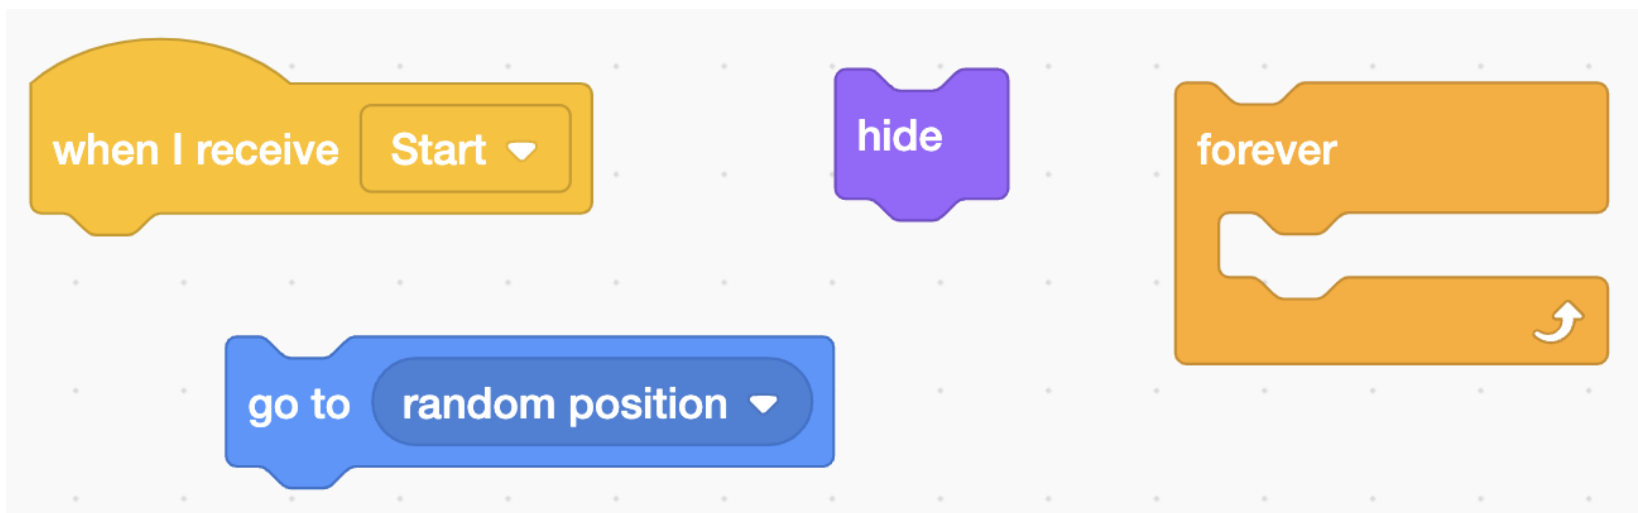 when I receive Start
hide
forever
go to random position